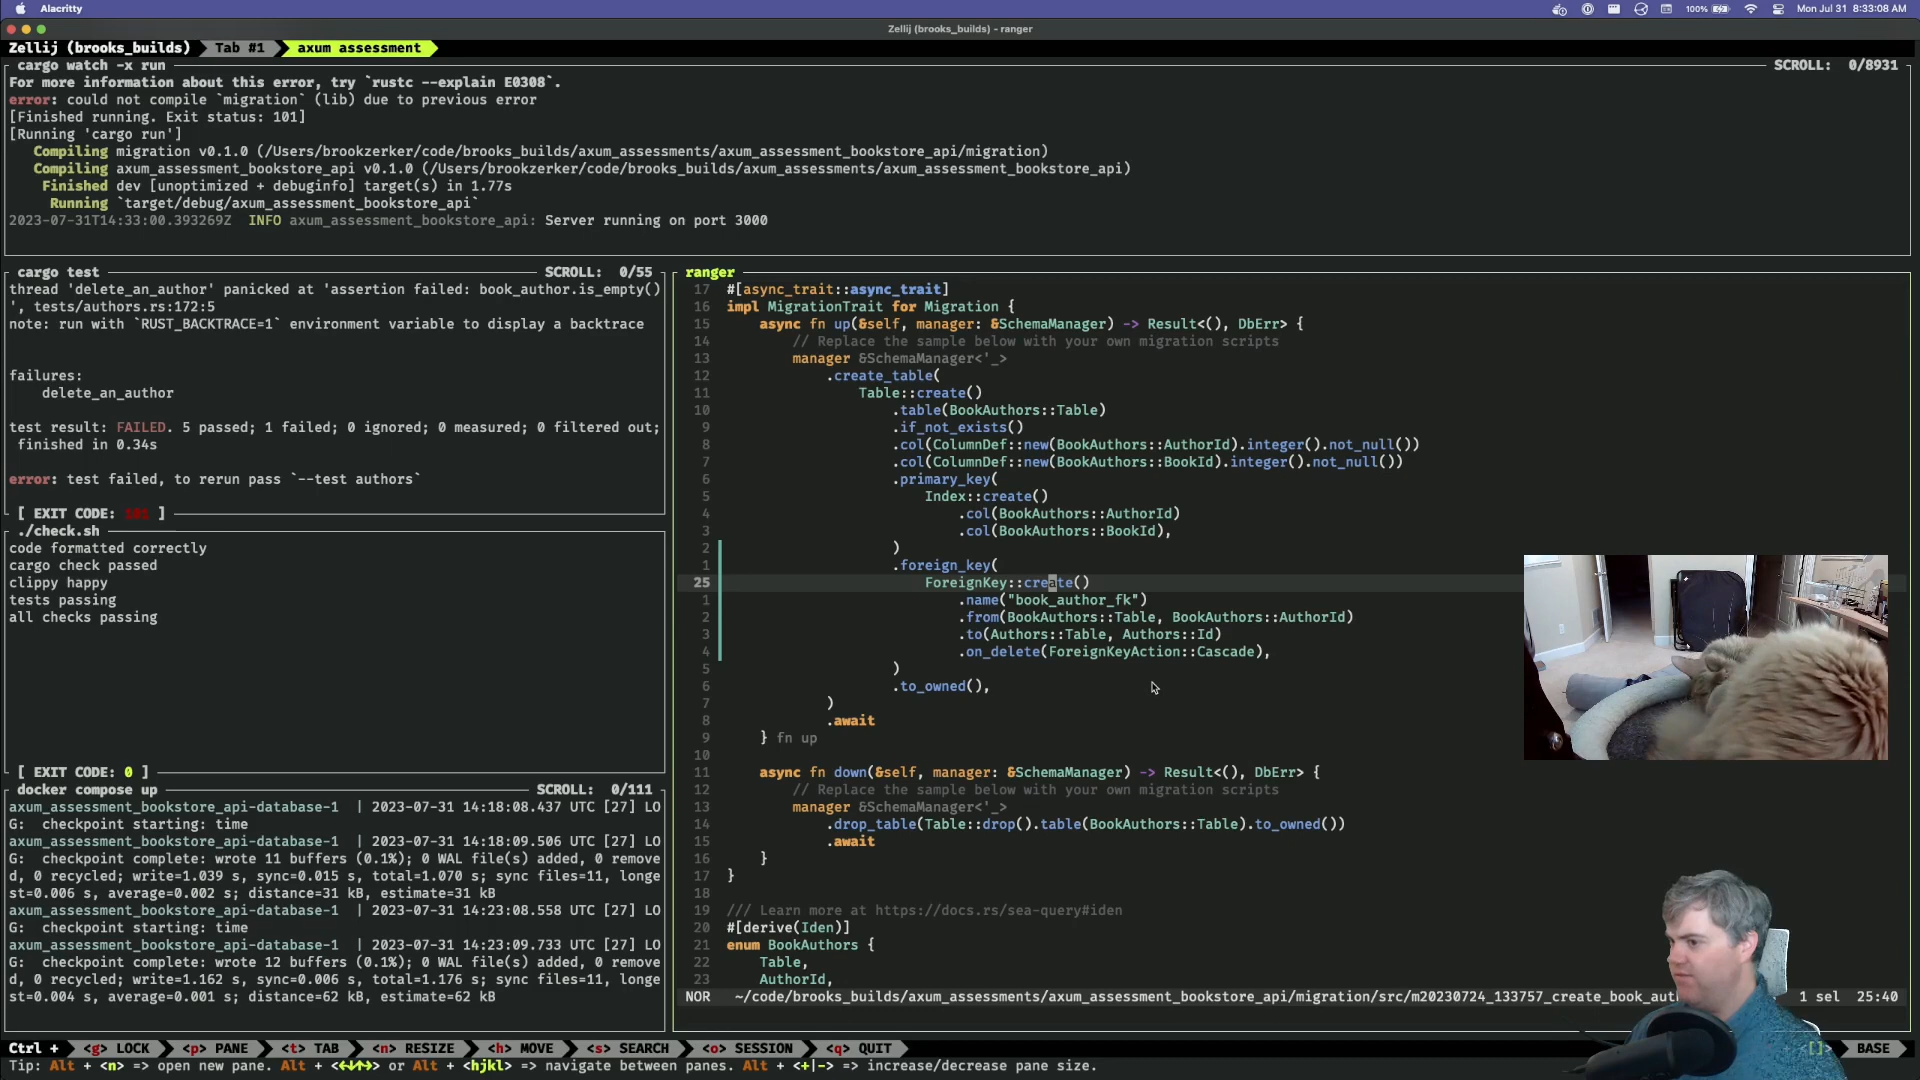 Alacritty
100%
Mon Jul 31 8:33:08 AM
Zellij (brooks_builds) - ranger
Zellij (brooks_builds) Tab #1 axum assessment
cargo watch -x run SCROLL: 0/8931
For more information about this error, try `rustc --explain E0308`.
error: could not compile `migration` (lib) due to previous error
[Finished running. Exit status: 101]
[Running 'cargo run']
Compiling migration v0.1.0 (/Users/brookzerker/code/brooks_builds/axum_assessments/axum_assessment_bookstore_api/migration)
Compiling axum_assessment_bookstore_api v0.1.0 (/Users/brookzerker/code/brooks_builds/axum_assessments/axum_assessment_bookstore_api)
Finished dev [unoptimized + debuginfo] target(s) in 1.77s
Running `target/debug/axum_assessment_bookstore_api`
2023-07-31T14:33:00.393269Z INFO axum_assessment_bookstore_api: Server running on port 3000
cargo test SCROLL: 0/55
thread 'delete_an_author' panicked at 'assertion failed: book_author.is_empty()
', tests/authors.rs:172:5
note: run with `RUST_BACKTRACE=1` environment variable to display a backtrace
failures:
delete_an_author
test result: FAILED. 5 passed; 1 failed; 0 ignored; 0 measured; 0 filtered out;
finished in 0.34s
error: test failed, to rerun pass `--test authors`
[ EXIT CODE: 101 ]
./check.sh
code formatted correctly
cargo check passed
clippy happy
tests passing
all checks passing
[ EXIT CODE: 0 ]
docker compose up SCROLL: 0/111
axum_assessment_bookstore_api-database-1 | 2023-07-31 14:18:08.437 UTC [27] LO
G: checkpoint starting: time
axum_assessment_bookstore_api-database-1 | 2023-07-31 14:18:09.506 UTC [27] LO
G: checkpoint complete: wrote 11 buffers (0.1%); 0 WAL file(s) added, 0 remove
d, 0 recycled; write=1.039 s, sync=0.015 s, total=1.070 s; sync files=11, longe
st=0.006 s, average=0.002 s; distance=31 kB, estimate=31 kB
axum_assessment_bookstore_api-database-1 | 2023-07-31 14:23:08.558 UTC [27] LO
G: checkpoint starting: time
axum_assessment_bookstore_api-database-1 | 2023-07-31 14:23:09.733 UTC [27] LO
G: checkpoint complete: wrote 12 buffers (0.1%); 0 WAL file(s) added, 0 remove
d, 0 recycled; write=1.162 s, sync=0.006 s, total=1.176 s; sync files=11, longe
st=0.004 s, average=0.001 s; distance=62 kB, estimate=62 kB
ranger
17 #[async_trait::async_trait]
16 impl MigrationTrait for Migration {
15 async fn up(&self, manager: &SchemaManager) -> Result<(), DbErr> {
14 // Replace the sample below with your own migration scripts
13 manager &SchemaManager<'_>
12 .create_table(
11 Table::create()
10 .table(BookAuthors::Table)
9 .if_not_exists()
8 .col(ColumnDef::new(BookAuthors::AuthorId).integer().not_null())
7 .col(ColumnDef::new(BookAuthors::BookId).integer().not_null())
6 .primary_key(
5 Index::create()
4 .col(BookAuthors::AuthorId)
3 .col(BookAuthors::BookId),
2 )
1 .foreign_key(
25 ForeignKey::create()
1 .name("book_author_fk")
2 .from(BookAuthors::Table, BookAuthors::AuthorId)
3 .to(Authors::Table, Authors::Id)
4 .on_delete(ForeignKeyAction::Cascade),
5 )
6 .to_owned(),
7 )
8 .await
9 } fn up
10
11 async fn down(&self, manager: &SchemaManager) -> Result<(), DbErr> {
12 // Replace the sample below with your own migration scripts
13 manager &SchemaManager<'_>
14 .drop_table(Table::drop().table(BookAuthors::Table).to_owned())
15 .await
16 }
17 }
18
19 /// Learn more at https://docs.rs/sea-query#iden
20 #[derive(Iden)]
21 enum BookAuthors {
22 Table,
23 AuthorId,
NOR ~/code/brooks_builds/axum_assessments/axum_assessment_bookstore_api/migration/src/m20230724_133757_create_book_aut 1 sel 25:40
Ctrl + <g> LOCK <p> PANE <t> TAB <n> RESIZE <h> MOVE <s> SEARCH <o> SESSION <q> QUIT [] BASE
Tip: Alt + <n> => open new pane. Alt + <←↓↑→> or Alt + <hjkl> => navigate between panes. Alt + <+|-> => increase/decrease pane size.